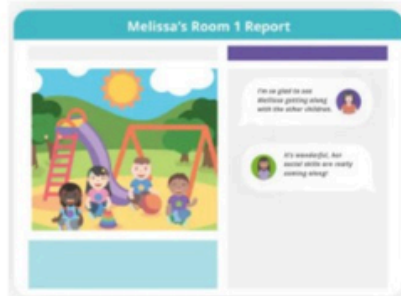 Melissa's Room 1 Report
I'm so glad to see
Mellissa getting along
with the other children.
It's wonderful, her
social skills are really
coming along!